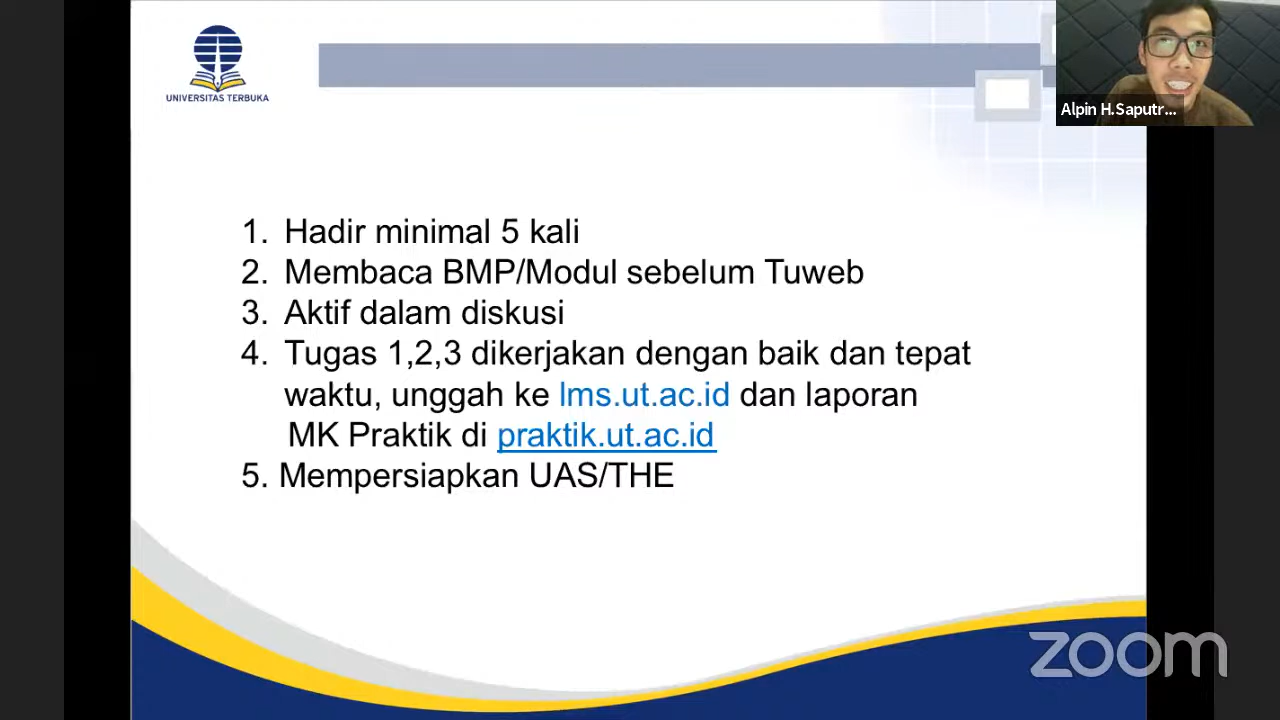 UNIVERSITAS TERBUKA
Alpin H.Saputr...
1. Hadir minimal 5 kali
2. Membaca BMP/Modul sebelum Tuweb
3. Aktif dalam diskusi
4. Tugas 1,2,3 dikerjakan dengan baik dan tepat
waktu, unggah ke lms.ut.ac.id dan laporan
MK Praktik di praktik.ut.ac.id
5. Mempersiapkan UAS/THE
zoom